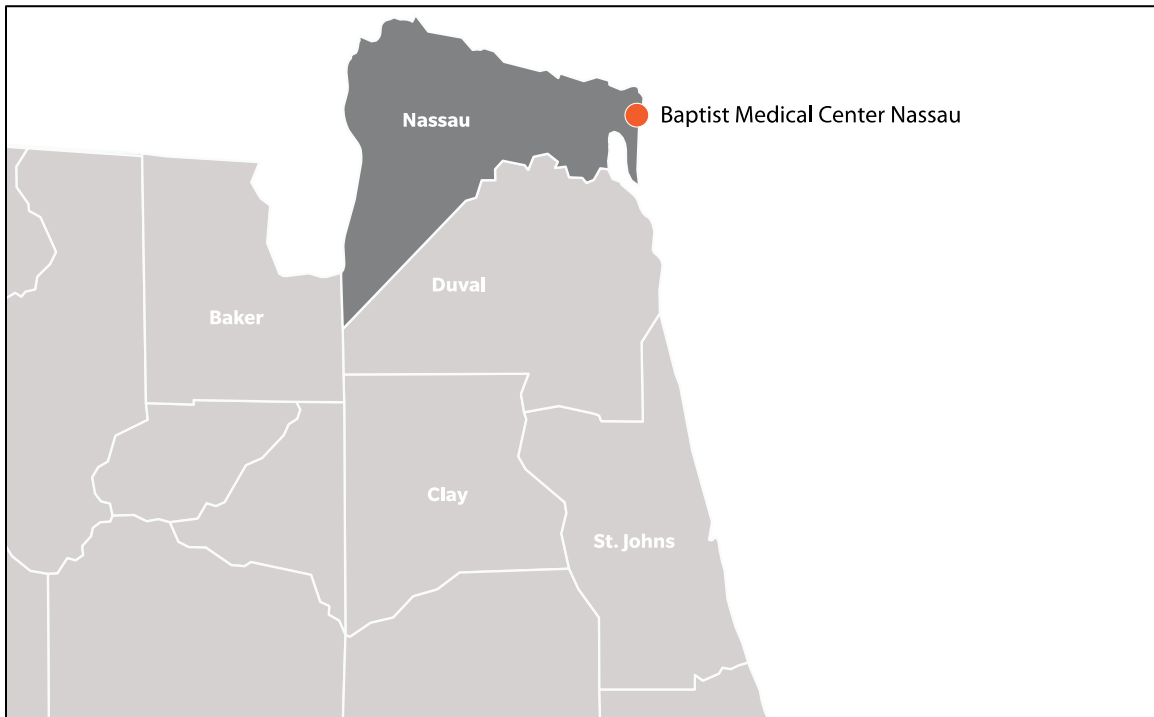 Nassau
Baptist Medical Center Nassau
Duval
Baker
Clay
St. Johns